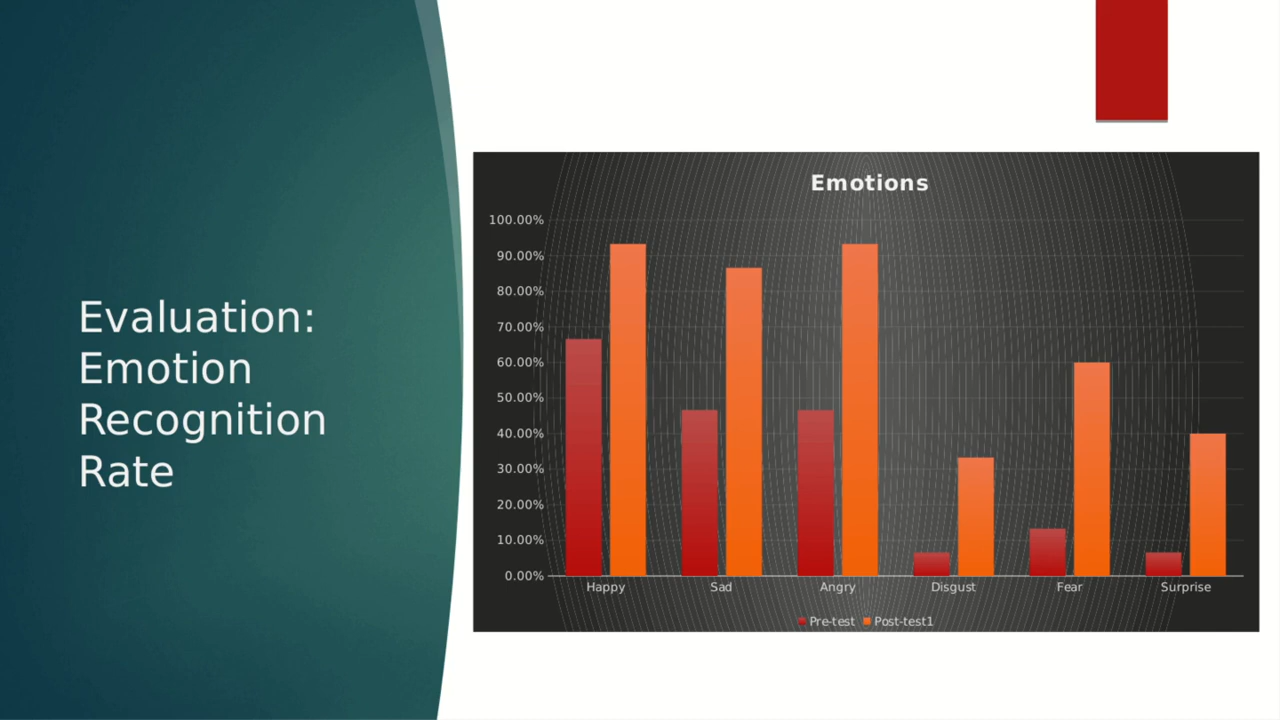 Evaluation:
Emotion
Recognition
Rate
Emotions
100.00%
90.00%
80.00%
70.00%
60.00%
50.00%
40.00%
30.00%
20.00%
10.00%
0.00%
Happy Sad Angry Disgust Fear Surprise
Pre-test Post-test1